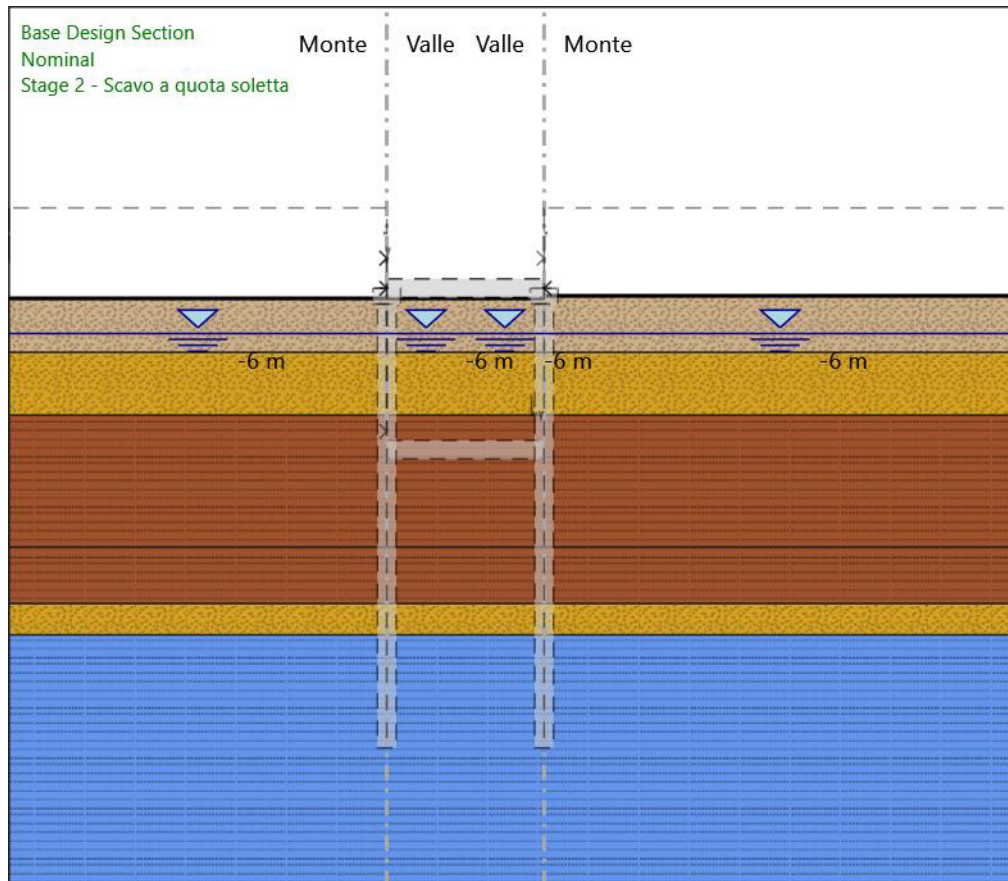 Base Design Section
Nominal
Stage 2 - Scavo a quota soletta
Monte Valle Valle Monte
-6 m -6 m -6 m -6 m